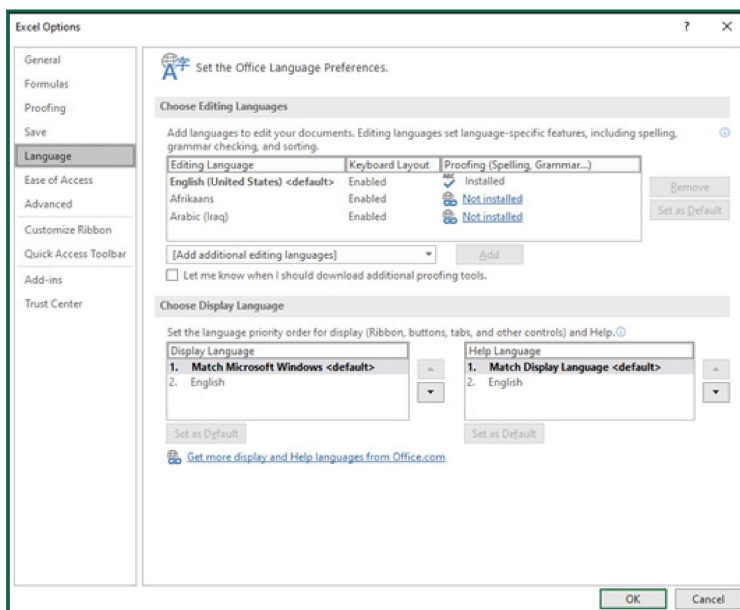 Excel Options
?
General
Formulas
Proofing
Save
Language
Ease of Access
Advanced
Customize Ribbon
Quick Access Toolbar
Add-ins
Trust Center
A字 Set the Office Language Preferences.
Choose Editing Languages
Add languages to edit your documents. Editing languages set language-specific features, including spelling,
grammar checking, and sorting.
Editing Language Keyboard Layout Proofing (Spelling, Grammar...)
English (United States) <default> Enabled ABC Installed
Afrikaans Enabled Not installed
Arabic (Iraq) Enabled Not installed
Remove
Set as Default
[Add additional editing languages] Add
Let me know when I should download additional proofing tools.
Choose Display Language
Set the language priority order for display (Ribbon, buttons, tabs, and other controls) and Help.
Display Language
1. Match Microsoft Windows <default>
2. English
Set as Default
Help Language
1. Match Display Language <default>
2. English
Set as Default
Get more display and Help languages from Office.com
OK Cancel